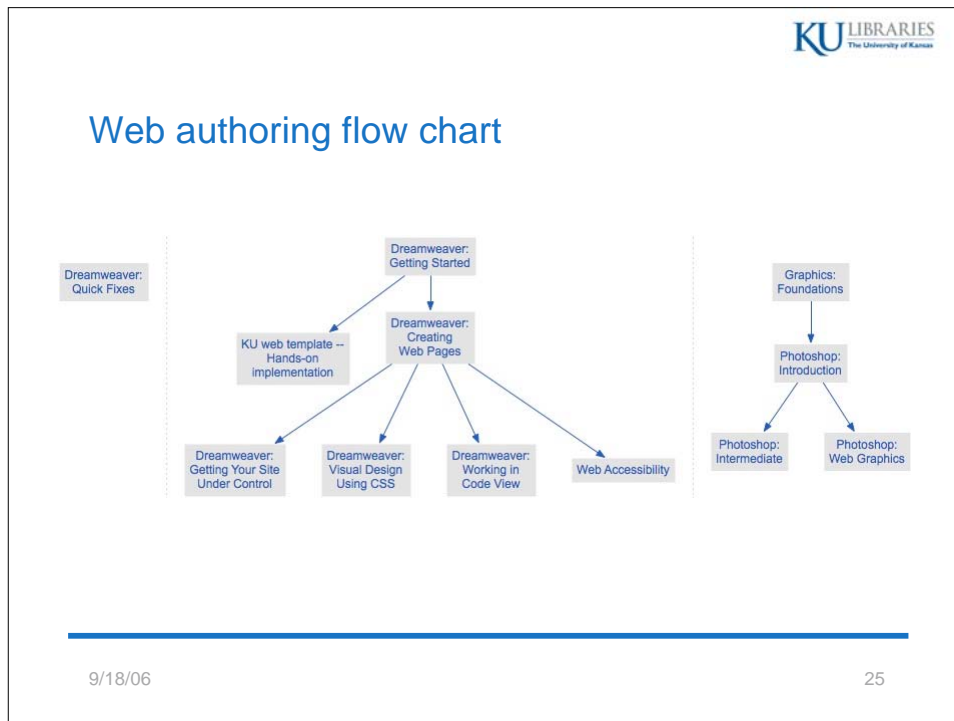 KU LIBRARIES
The University of Kansas
Web authoring flow chart
Dreamweaver:
Quick Fixes
Dreamweaver:
Getting Started
KU web template --
Hands-on
implementation
Dreamweaver:
Creating
Web Pages
Dreamweaver:
Getting Your Site
Under Control
Dreamweaver:
Visual Design
Using CSS
Dreamweaver:
Working in
Code View
Web Accessibility
Graphics:
Foundations
Photoshop:
Introduction
Photoshop:
Intermediate
Photoshop:
Web Graphics
9/18/06
25